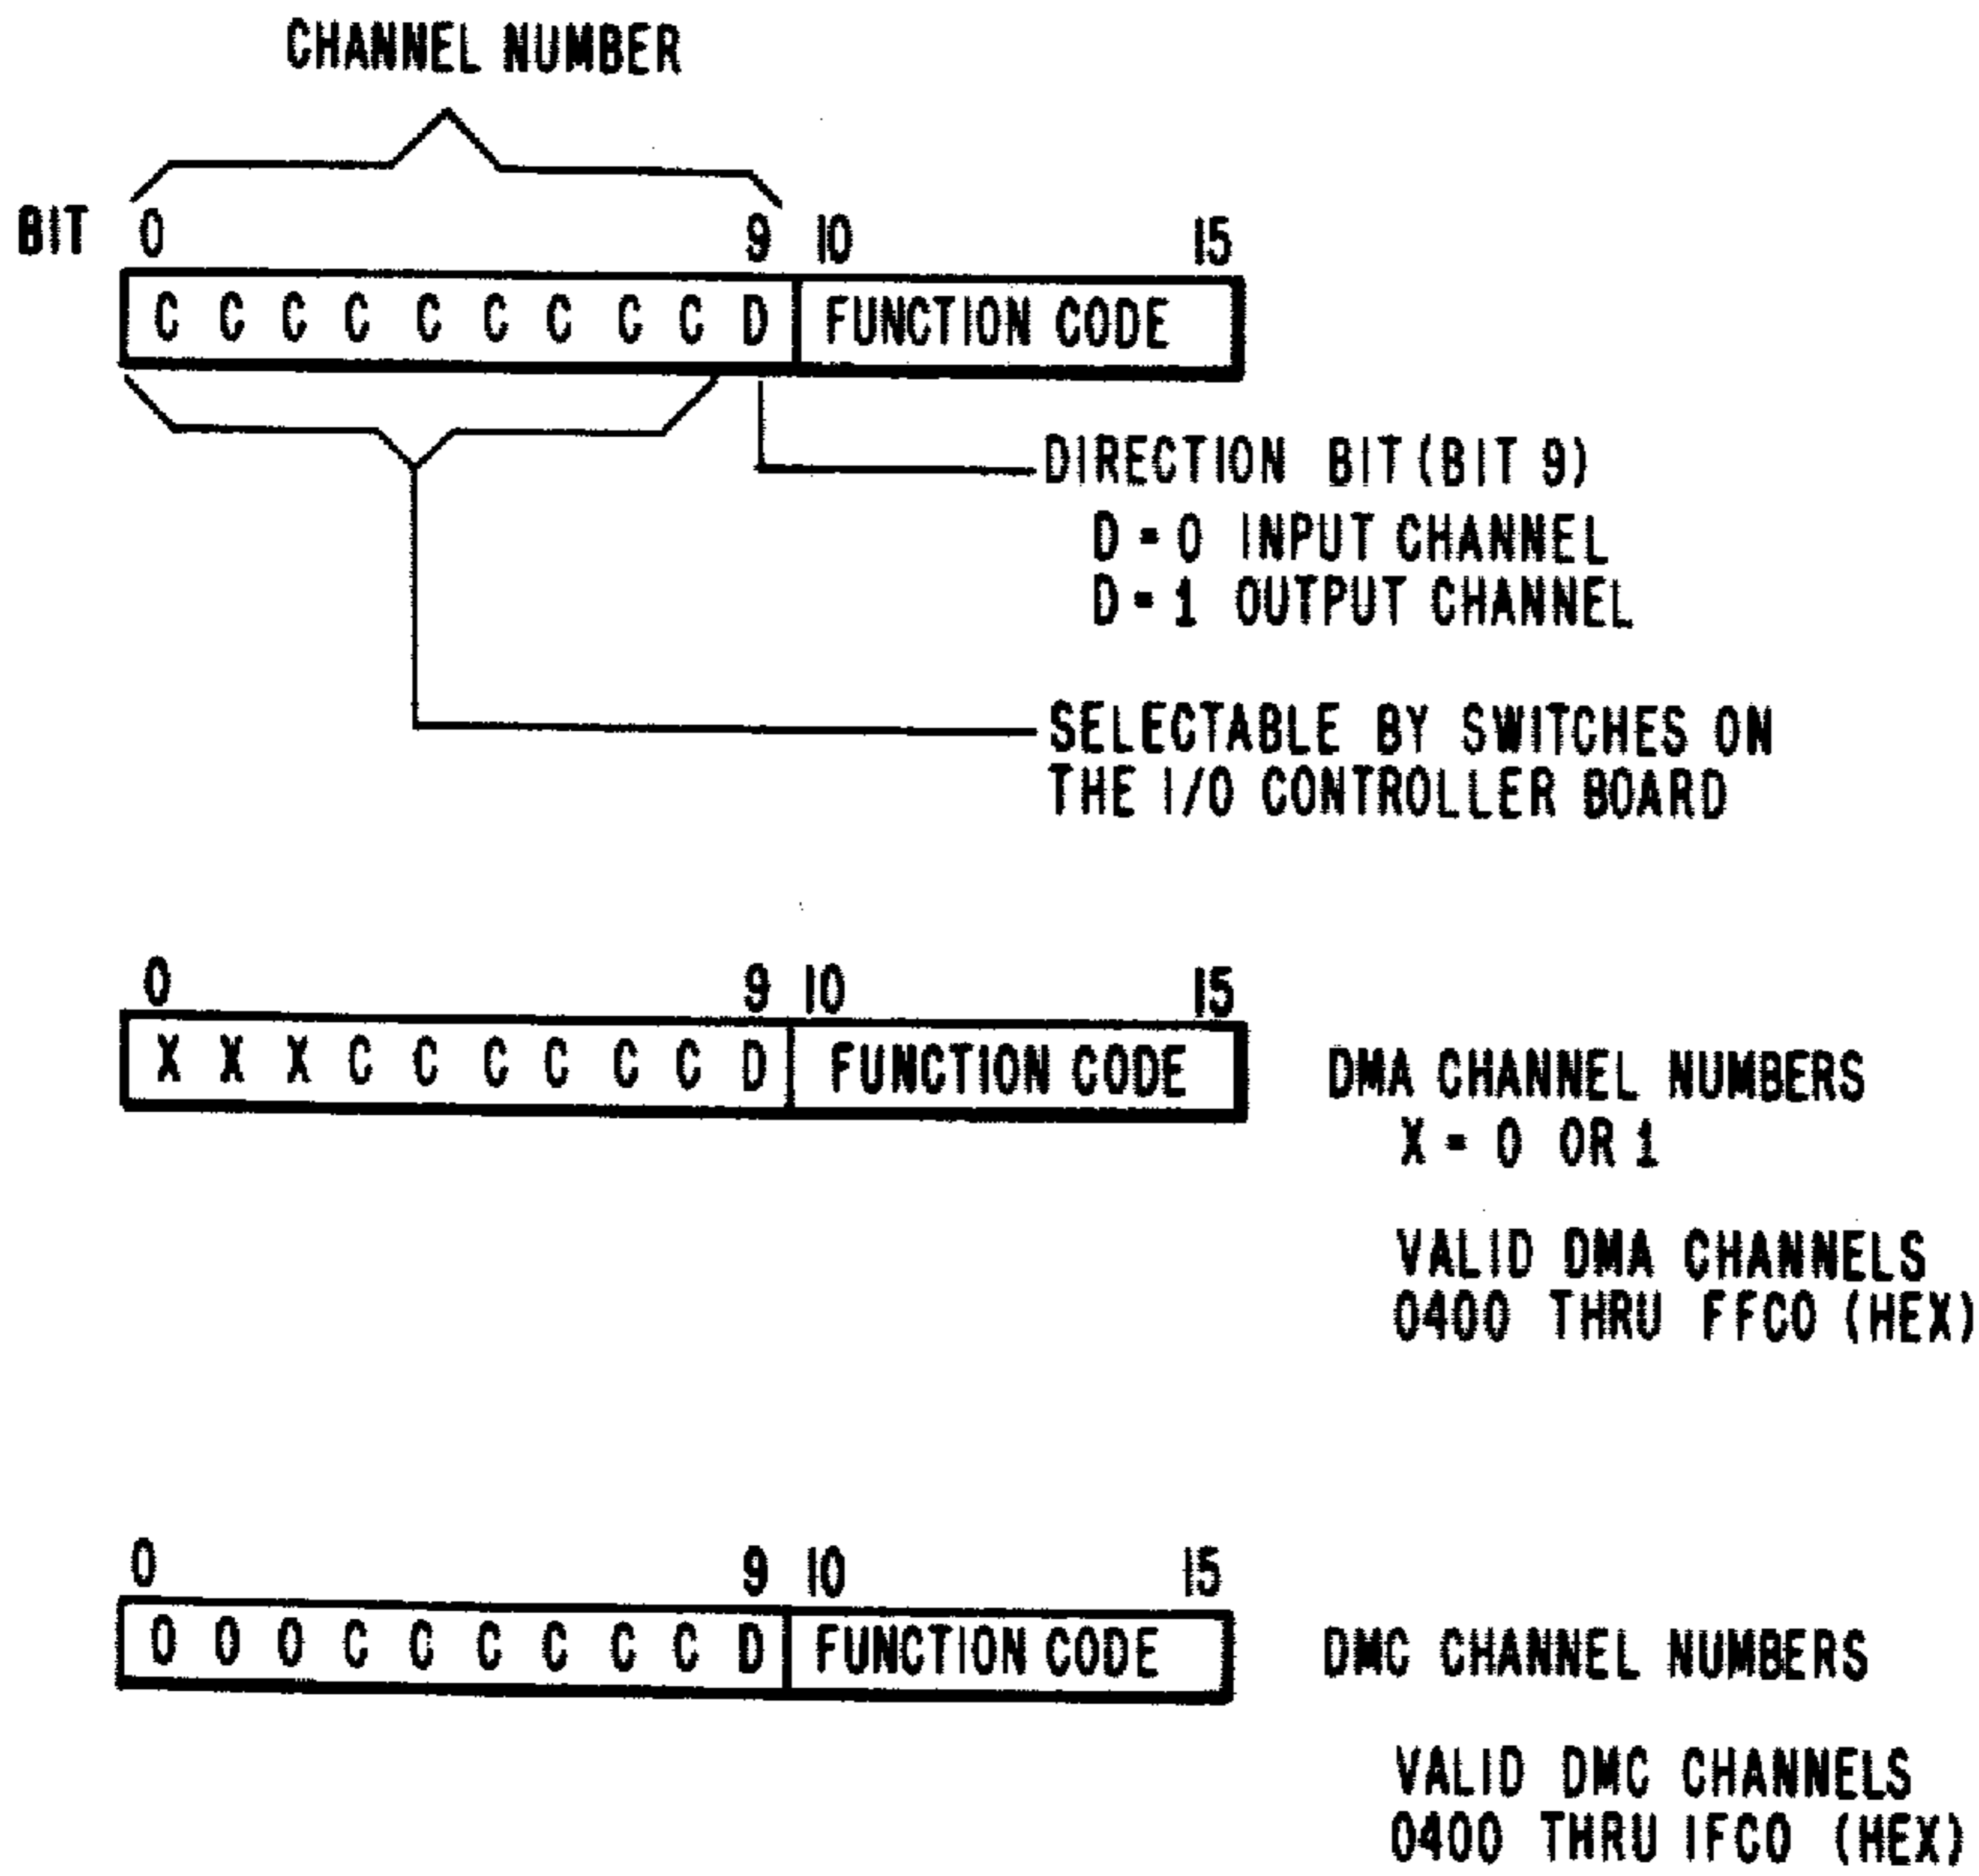 CHANNEL NUMBER
BIT 0 9 10 15
C C C C C C C C C D FUNCTION CODE
DIRECTION BIT (BIT 9)
D = 0 INPUT CHANNEL
D = 1 OUTPUT CHANNEL
SELECTABLE BY SWITCHES ON
THE I/O CONTROLLER BOARD
0 9 10 15
X X X C C C C C C D FUNCTION CODE
DMA CHANNEL NUMBERS
X = 0 OR 1
VALID DMA CHANNELS
0400 THRU FFC0 (HEX)
0 9 10 15
0 0 0 C C C C C C D FUNCTION CODE
DMC CHANNEL NUMBERS
VALID DMC CHANNELS
0400 THRU 1FC0 (HEX)